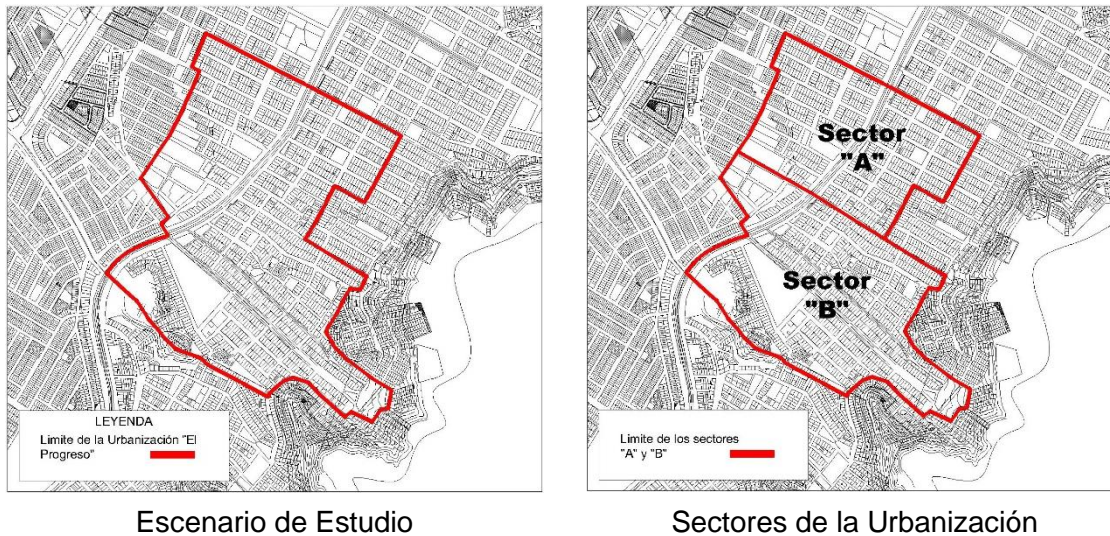 LEYENDA
Limite de la Urbanización "El
Progreso"
Escenario de Estudio
Sector
"A"
Sector
"B"
Limite de los sectores
"A" y "B"
Sectores de la Urbanización